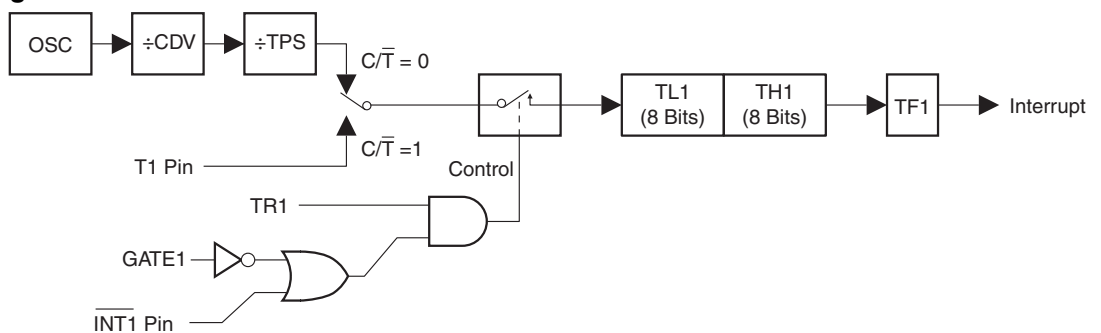 OSC
÷CDV
÷TPS
C/T̅ = 0
TL1
(8 Bits)
TH1
(8 Bits)
TF1
Interrupt
C/T̅ =1
T1 Pin
Control
TR1
GATE1
I̅N̅T̅1̅ Pin